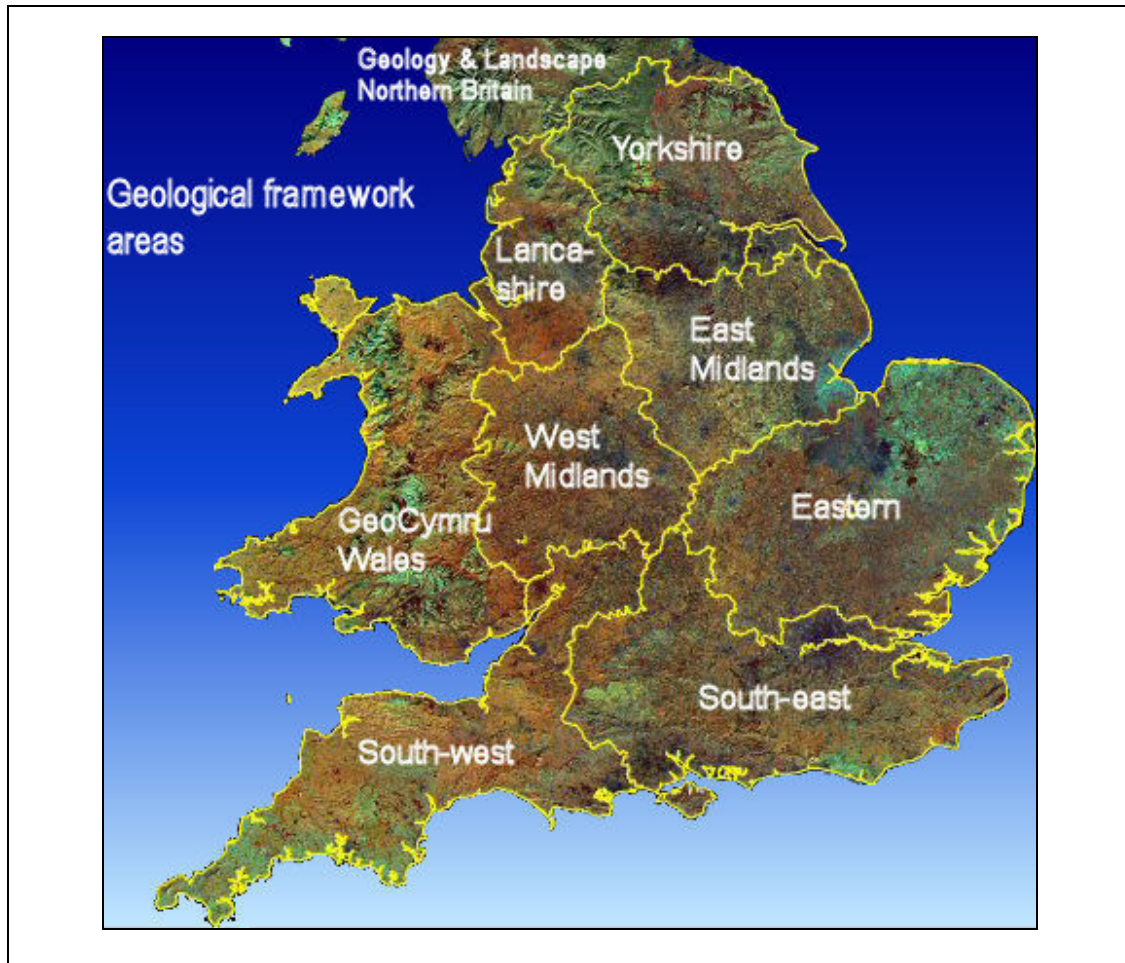 Geology & Landscape
Northern Britain
Yorkshire
Geological framework
areas
Lanca-
shire
East
Midlands
West
Midlands
Eastern
GeoCymru
Wales
South-east
South-west